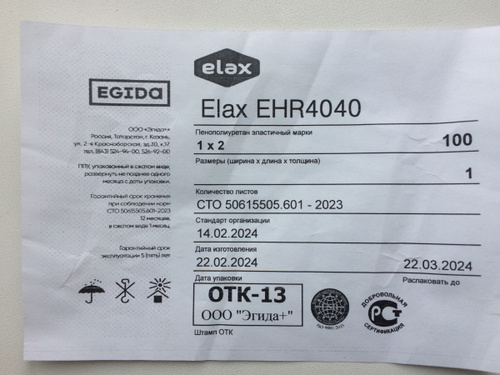 elax
EGIDA
Elax EHR4040
ООО «Эгида+»
Россия, Татарстан, г. Казань,
ул. 2-я Краснобоярская, зд.30, к.37
тел. (843) 524-94-00, 526-92-00
Пенополиуретан эластичный марки
1 x 2
100
ППУ, упакованный в сжатом виде,
развернуть не позднее одного
месяца с даты упаковки.
Размеры (ширина x длина x толщина)
1
Количество листов
Гарантийный срок хранения
при соблюдении норм
СТО 50615505.601-2023
12 месяцев,
в сжатом виде 1 месяц.
СТО 50615505.601 - 2023
Стандарт организации
14.02.2024
Дата изготовления
Гарантийный срок
эксплуатации 5 (пять) лет
22.02.2024
22.03.2024
Дата упаковки
Распаковать до
ОТК-13
ООО "Эгида+"
Штамп ОТК
ДОБРОВОЛЬНАЯ
СЕРТИФИКАЦИЯ